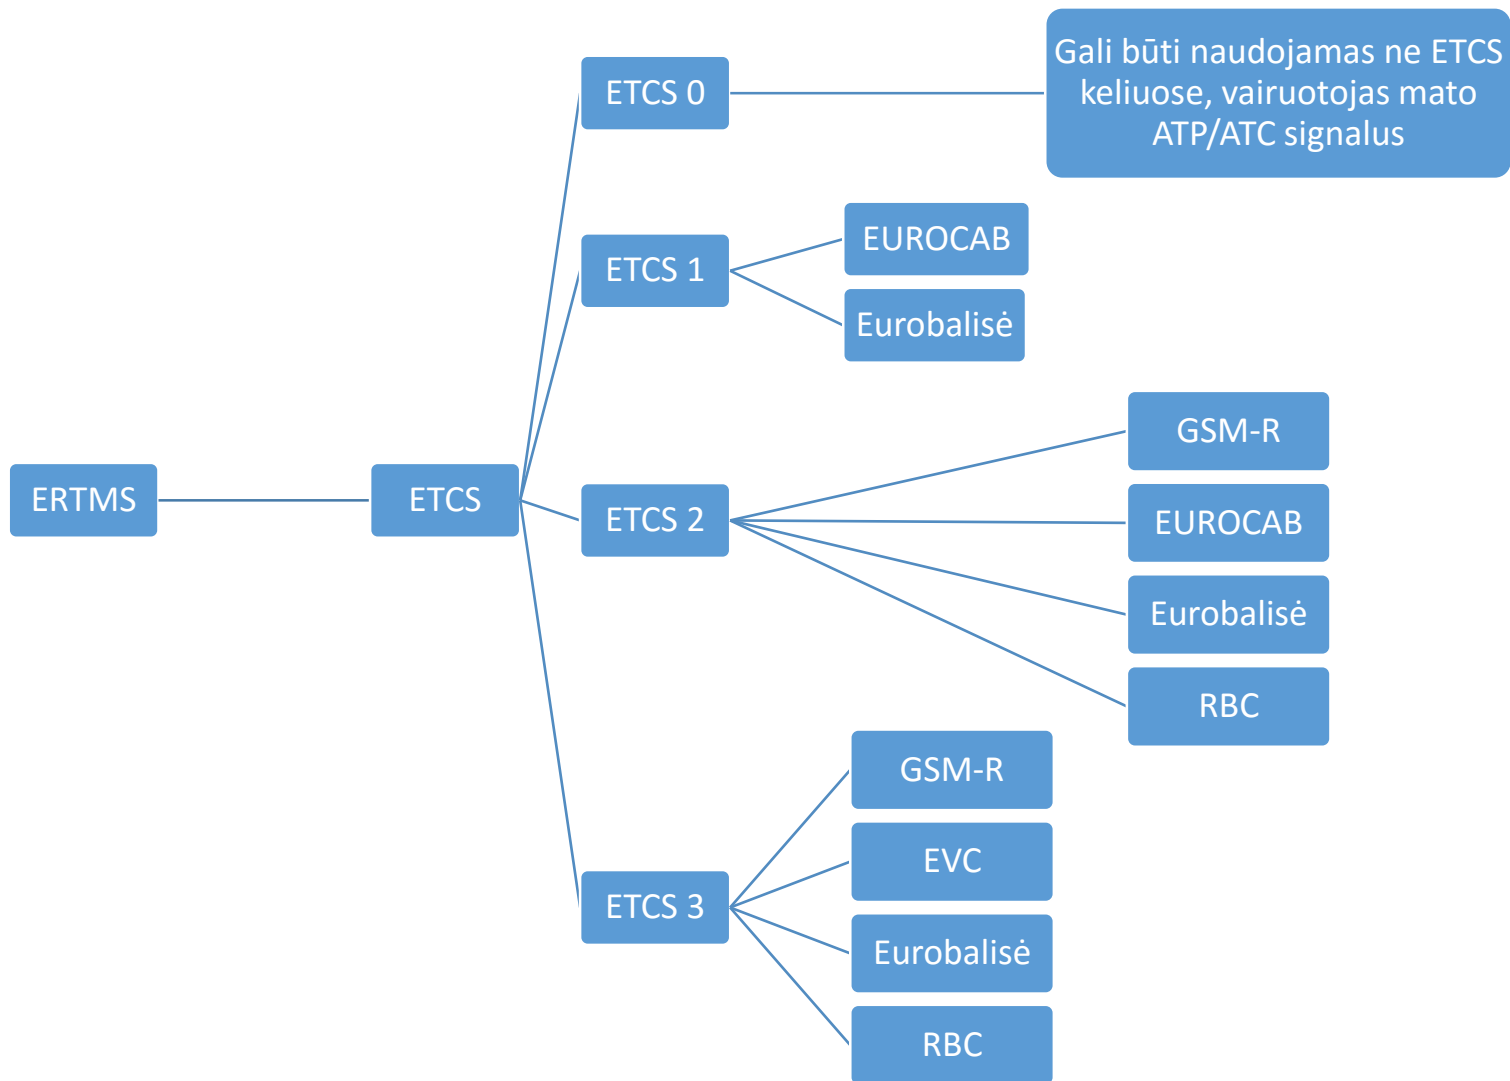 ERTMS
ETCS
ETCS 0
Gali būti naudojamas ne ETCS
keliuose, vairuotojas mato
ATP/ATC signalus
ETCS 1
EUROCAB
Eurobalisė
ETCS 2
GSM-R
EUROCAB
Eurobalisė
RBC
ETCS 3
GSM-R
EVC
Eurobalisė
RBC